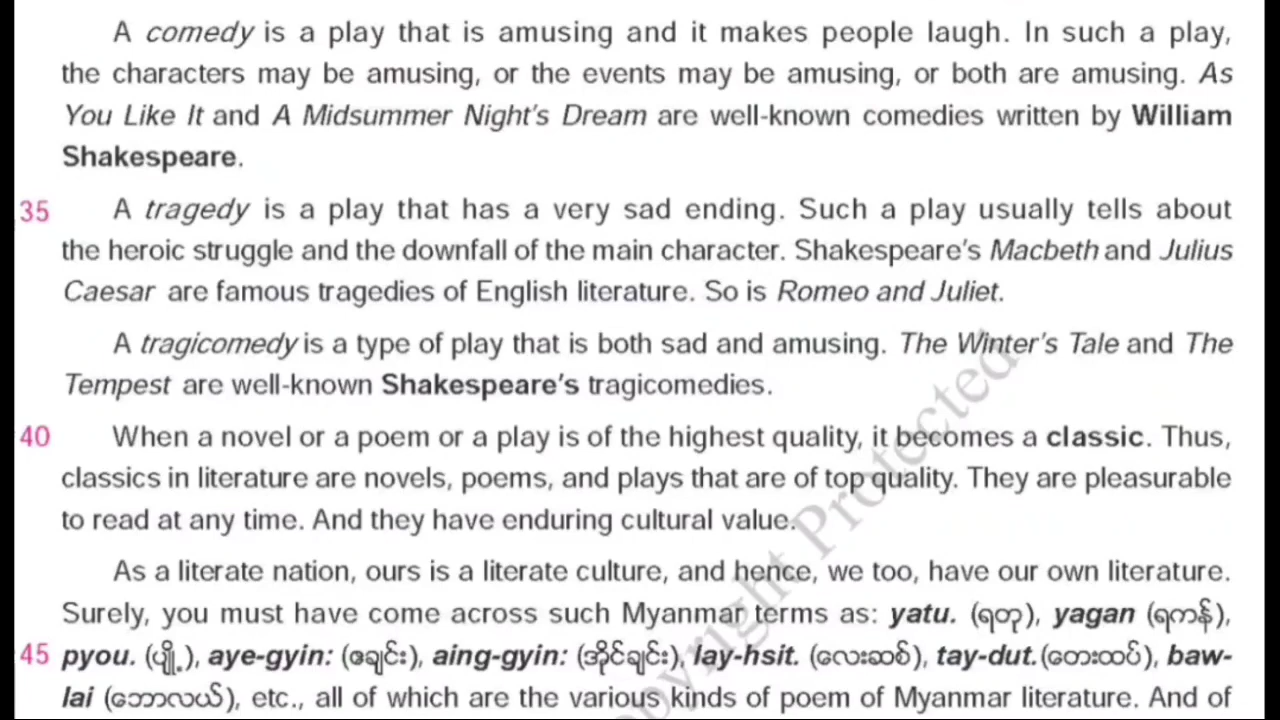 A comedy is a play that is amusing and it makes people laugh. In such a play,
the characters may be amusing, or the events may be amusing, or both are amusing. As
You Like It and A Midsummer Night's Dream are well-known comedies written by William
Shakespeare.
35 A tragedy is a play that has a very sad ending. Such a play usually tells about
the heroic struggle and the downfall of the main character. Shakespeare's Macbeth and Julius
Caesar are famous tragedies of English literature. So is Romeo and Juliet.
A tragicomedy is a type of play that is both sad and amusing. The Winter's Tale and The
Tempest are well-known Shakespeare's tragicomedies.
40 When a novel or a poem or a play is of the highest quality, it becomes a classic. Thus,
classics in literature are novels, poems, and plays that are of top quality. They are pleasurable
to read at any time. And they have enduring cultural value.
As a literate nation, ours is a literate culture, and hence, we too, have our own literature.
Surely, you must have come across such Myanmar terms as: yatu. (ရတု), yagan (ရကန်),
45 pyou. (ပျို့), aye-gyin: (ဧချင်း), aing-gyin: (အိုင်ချင်း), lay-hsit. (လေးဆစ်), tay-dut.(တေးထပ်), baw-
lai (ဘောလယ်), etc., all of which are the various kinds of poem of Myanmar literature. And of
Copyright Protected